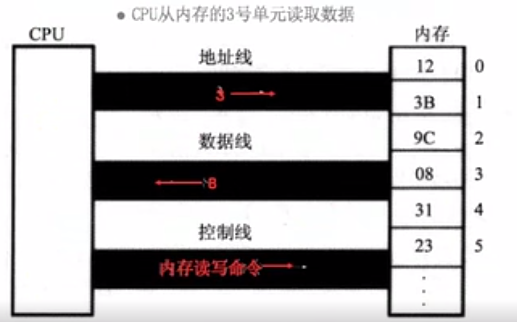 ● CPU从内存的3号单元读取数据
CPU
内存
地址线
12 0
3
3B 1
数据线
9C 2
8
08 3
31 4
控制线
23 5
内存读写命令